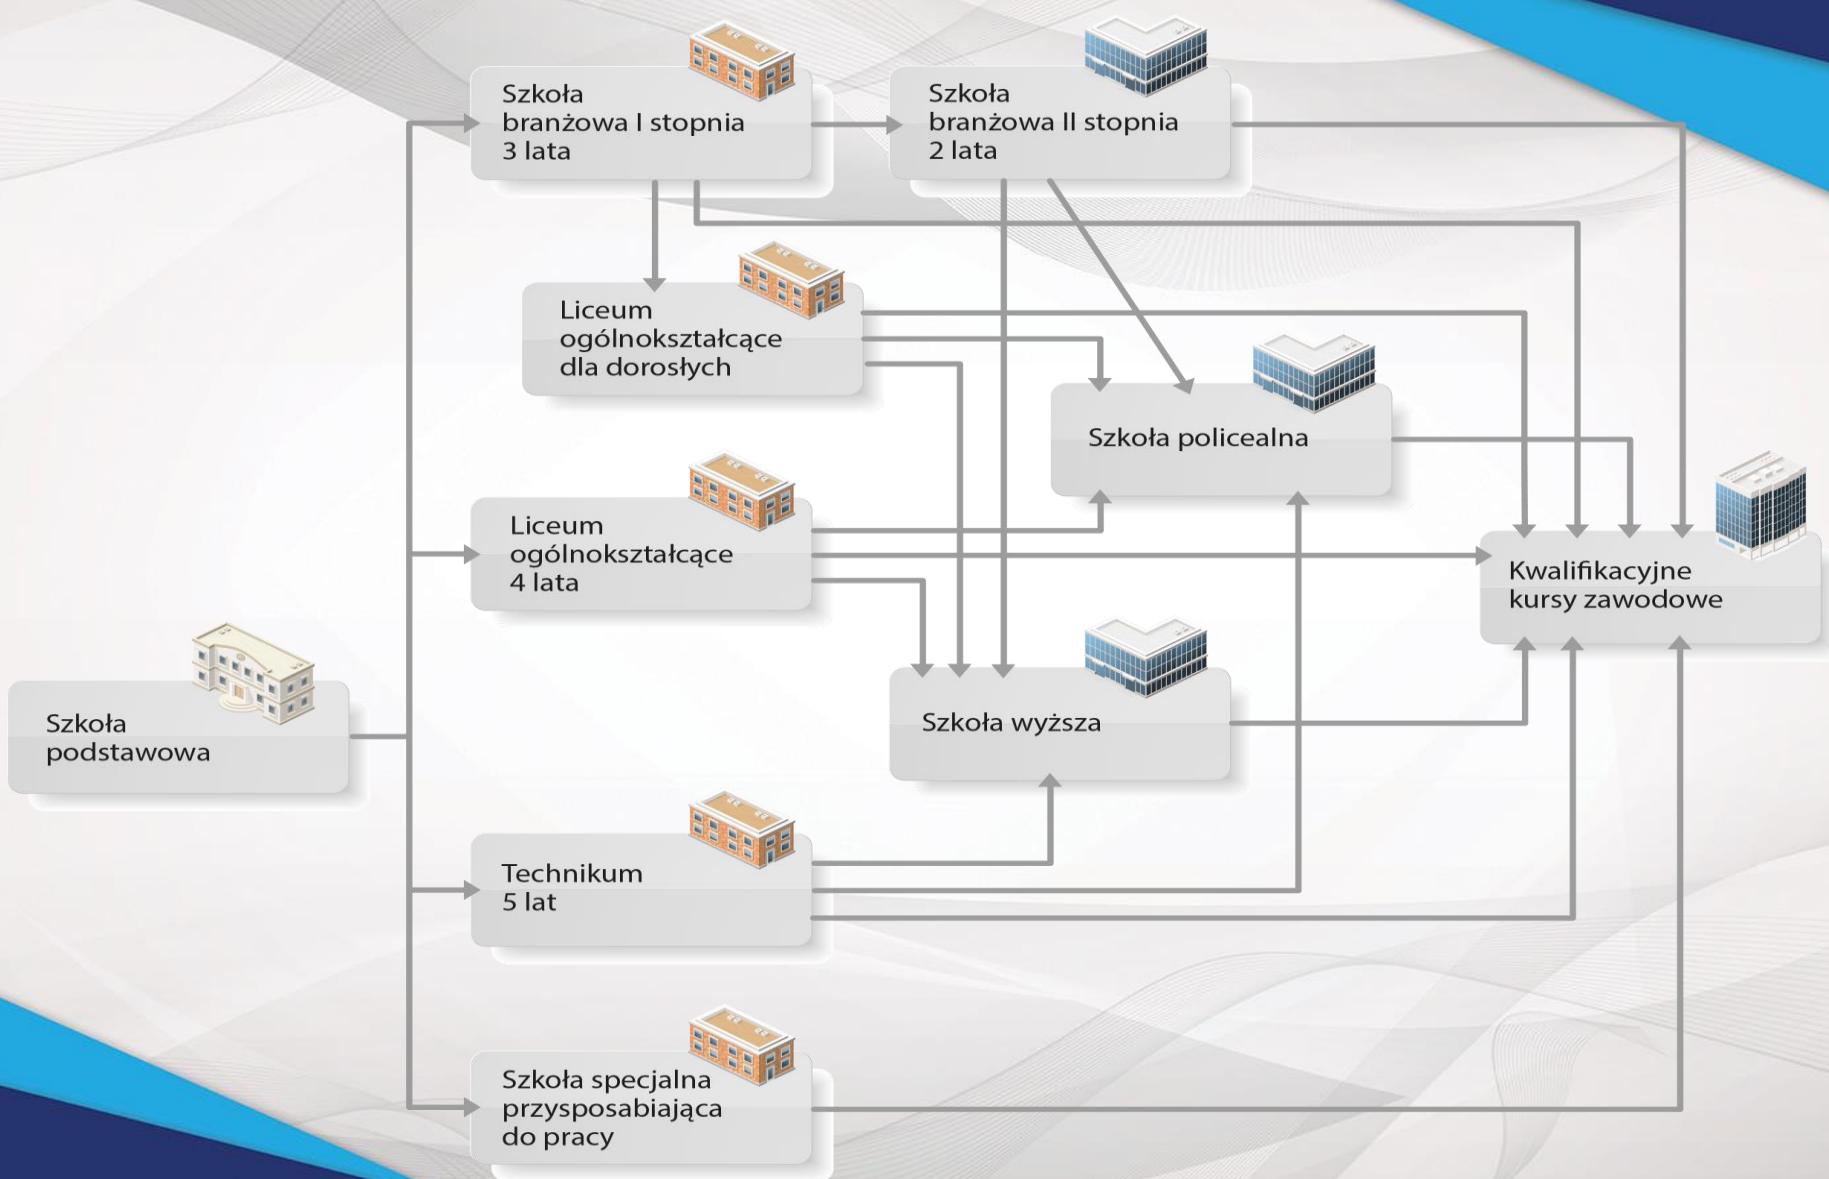 Szkoła
branżowa I stopnia
3 lata
Szkoła
branżowa II stopnia
2 lata
Liceum
ogólnokształcące
dla dorosłych
Szkoła policealna
Liceum
ogólnokształcące
4 lata
Kwalifikacyjne
kursy zawodowe
Szkoła
podstawowa
Szkoła wyższa
Technikum
5 lat
Szkoła specjalna
przysposabiająca
do pracy